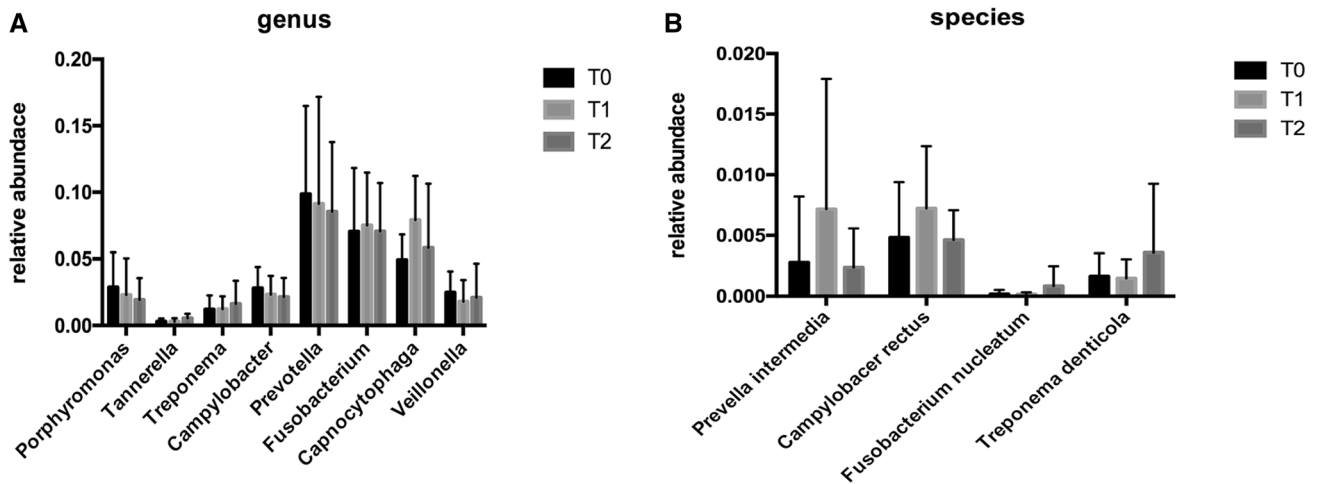 A
genus
relative abundace
0.20
0.15
0.10
0.05
0.00
Porphyromonas
Tannerella
Treponema
Campylobacter
Prevotella
Fusobacterium
Capnocytophaga
Veillonella
T0
T1
T2
B
species
relative abundace
0.020
0.015
0.010
0.005
0.000
Prevella intermedia
Campylobacer rectus
Fusobacterium nucleatum
Treponema denticola
T0
T1
T2